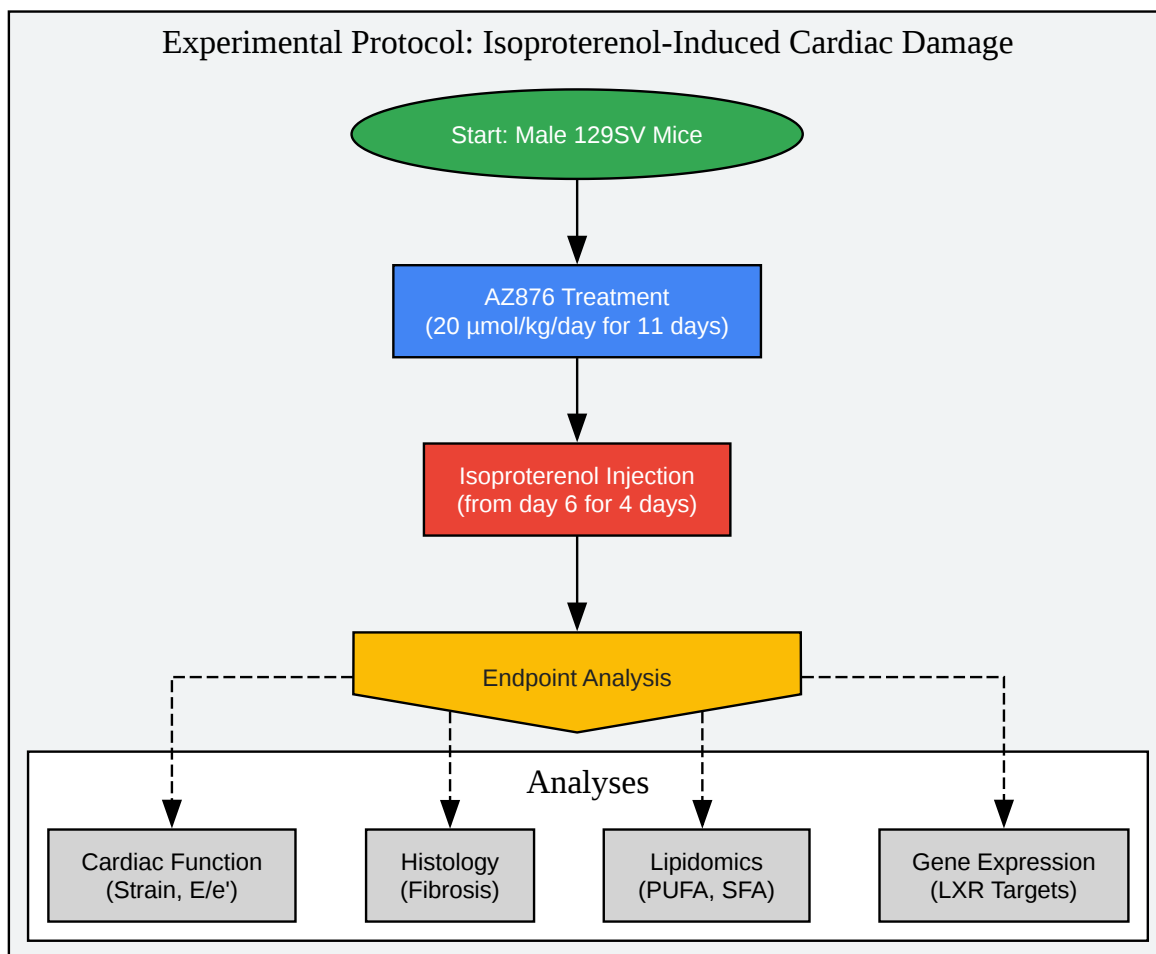 Experimental Protocol: Isoproterenol-Induced Cardiac Damage
Start: Male 129SV Mice
AZ876 Treatment
(20 µmol/kg/day for 11 days)
Isoproterenol Injection
(from day 6 for 4 days)
Endpoint Analysis
Analyses
Cardiac Function
(Strain, E/e')
Histology
(Fibrosis)
Lipidomics
(PUFA, SFA)
Gene Expression
(LXR Targets)